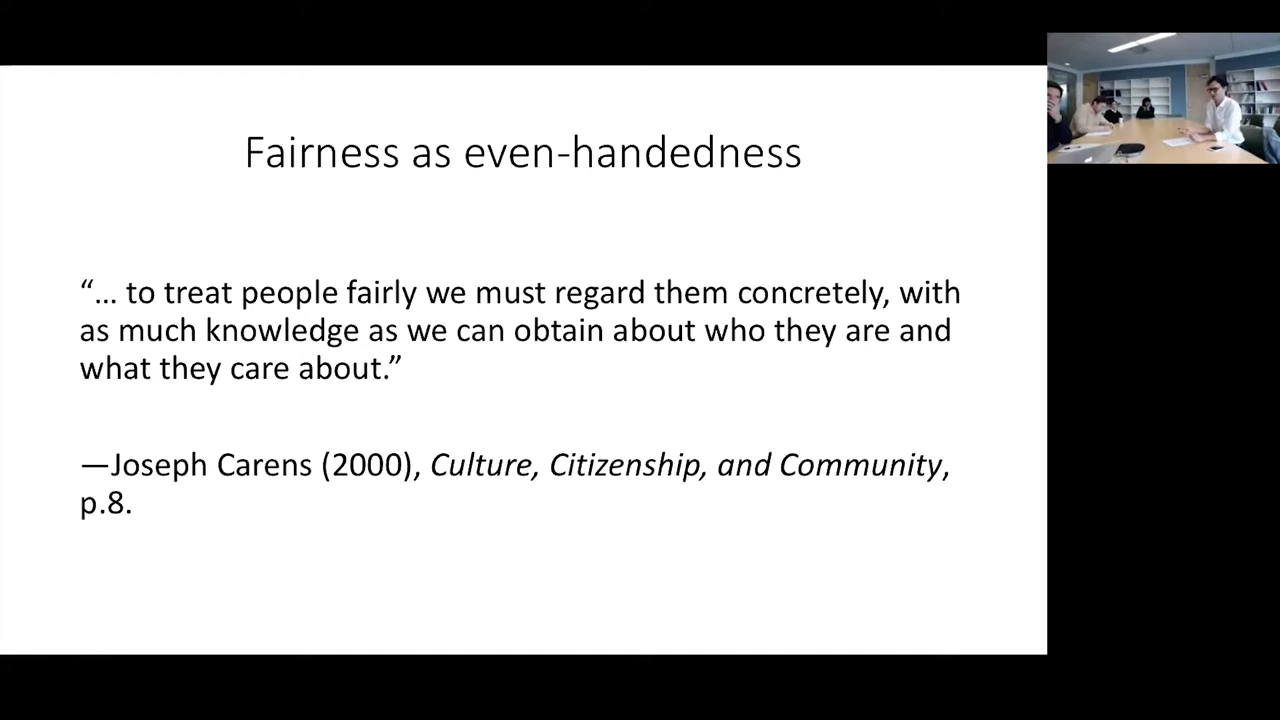 Fairness as even-handedness
“… to treat people fairly we must regard them concretely, with
as much knowledge as we can obtain about who they are and
what they care about.”
—Joseph Carens (2000), Culture, Citizenship, and Community,
p.8.